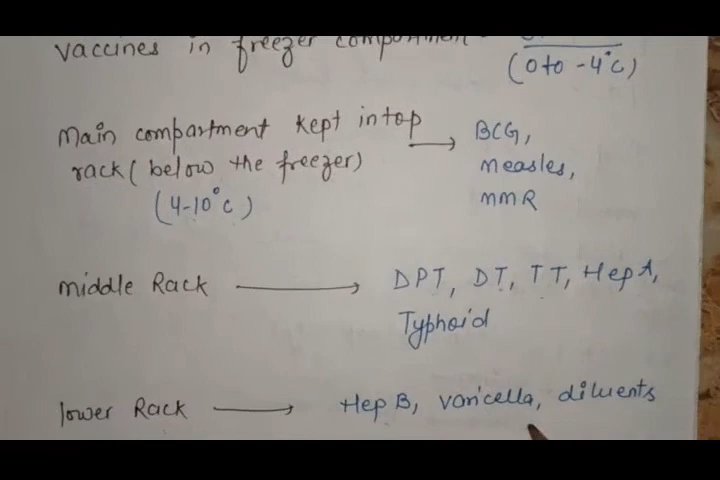 vaccines in freezer compartment
(0 to -4°C)
Main compartment kept in top
rack (below the freezer)
(4-10°C)
BCG,
measles,
MMR
middle Rack
DPT, DT, TT, Hep A,
Typhoid
lower Rack
Hep B, varicella, diluents